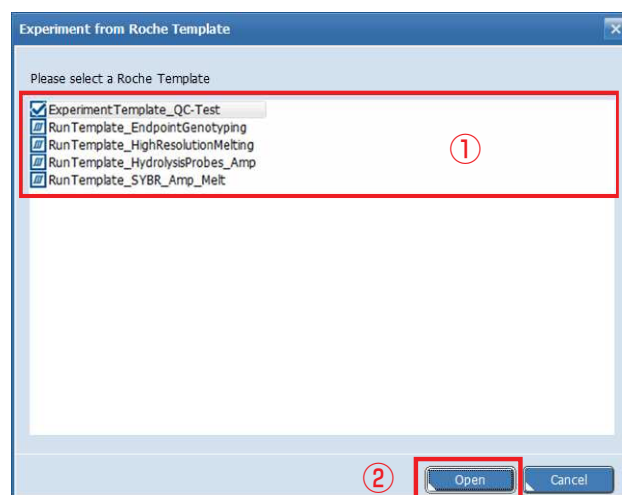 Experiment from Roche Template
Please select a Roche Template
ExperimentTemplate_QC-Test
RunTemplate_EndpointGenotyping
RunTemplate_HighResolutionMelting
RunTemplate_HydrolysisProbes_Amp
RunTemplate_SYBR_Amp_Melt
①
② Open Cancel